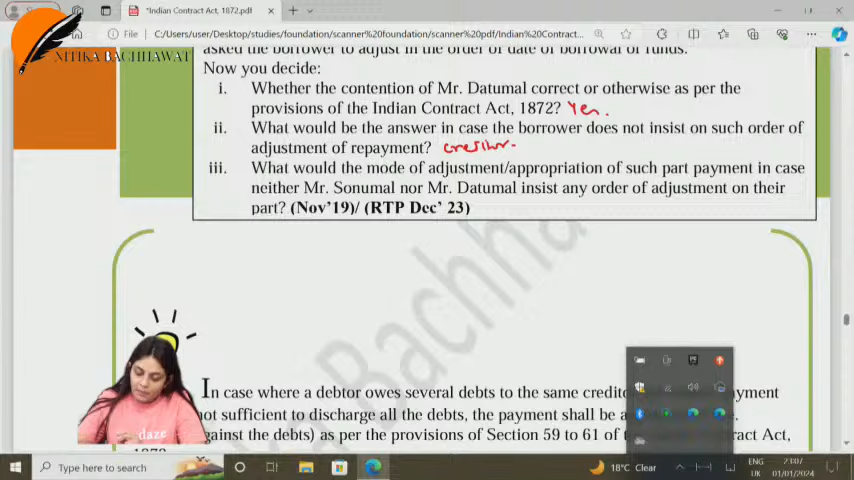 *Indian Contract Act, 1872.pdf
File
C:/Users/user/Desktop/studies/foundation/scanner%20foundation/scanner%20pdf/Indian%20Contract...
NITIKA BACHHAWAT
asked the borrower to adjust in the order of date of borrowal of funds.
Now you decide:
i. Whether the contention of Mr. Datumal correct or otherwise as per the
provisions of the Indian Contract Act, 1872? Yes.
ii. What would be the answer in case the borrower does not insist on such order of
adjustment of repayment? creditor.
iii. What would the mode of adjustment/appropriation of such part payment in case
neither Mr. Sonumal nor Mr. Datumal insist any order of adjustment on their
part? (Nov'19)/ (RTP Dec' 23)
Bachha
In case where a debtor owes several debts to the same credito yment
not sufficient to discharge all the debts, the payment shall be a
gainst the debts) as per the provisions of Section 59 to 61 of t ract Act,
1872
daze
Type here to search
18°C Clear
ENG
UK
21:07
01/01/2024